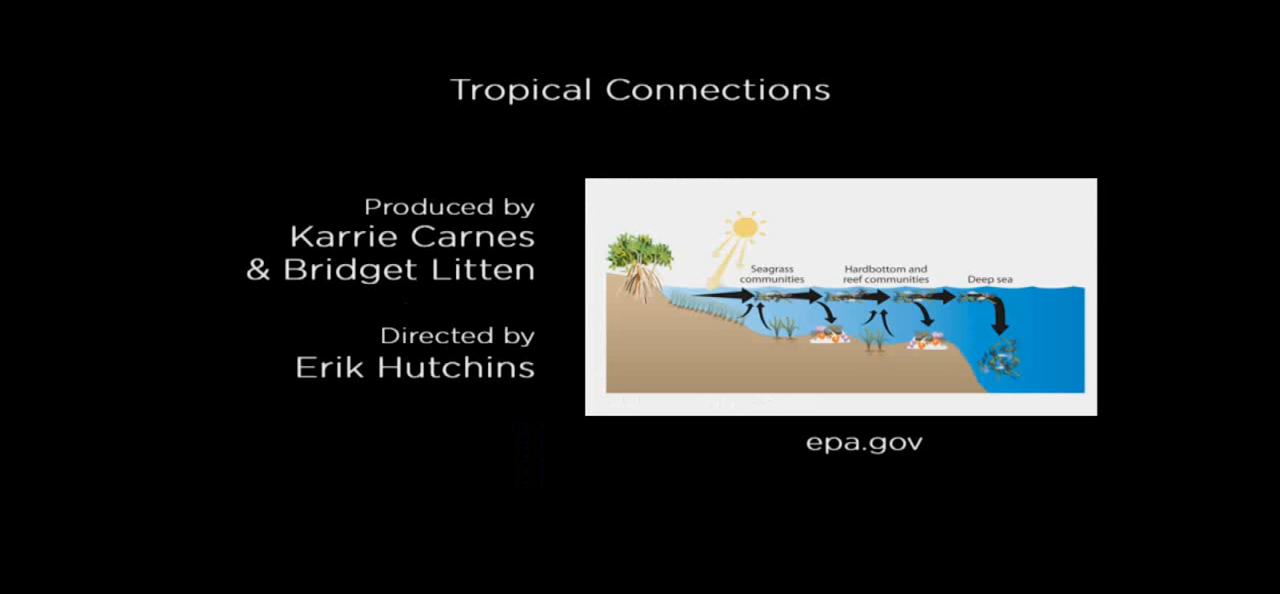 Tropical Connections
Produced by
Karrie Carnes
& Bridget Litten
Directed by
Erik Hutchins
Seagrass
communities
Hardbottom and
reef communities
Deep sea
epa.gov